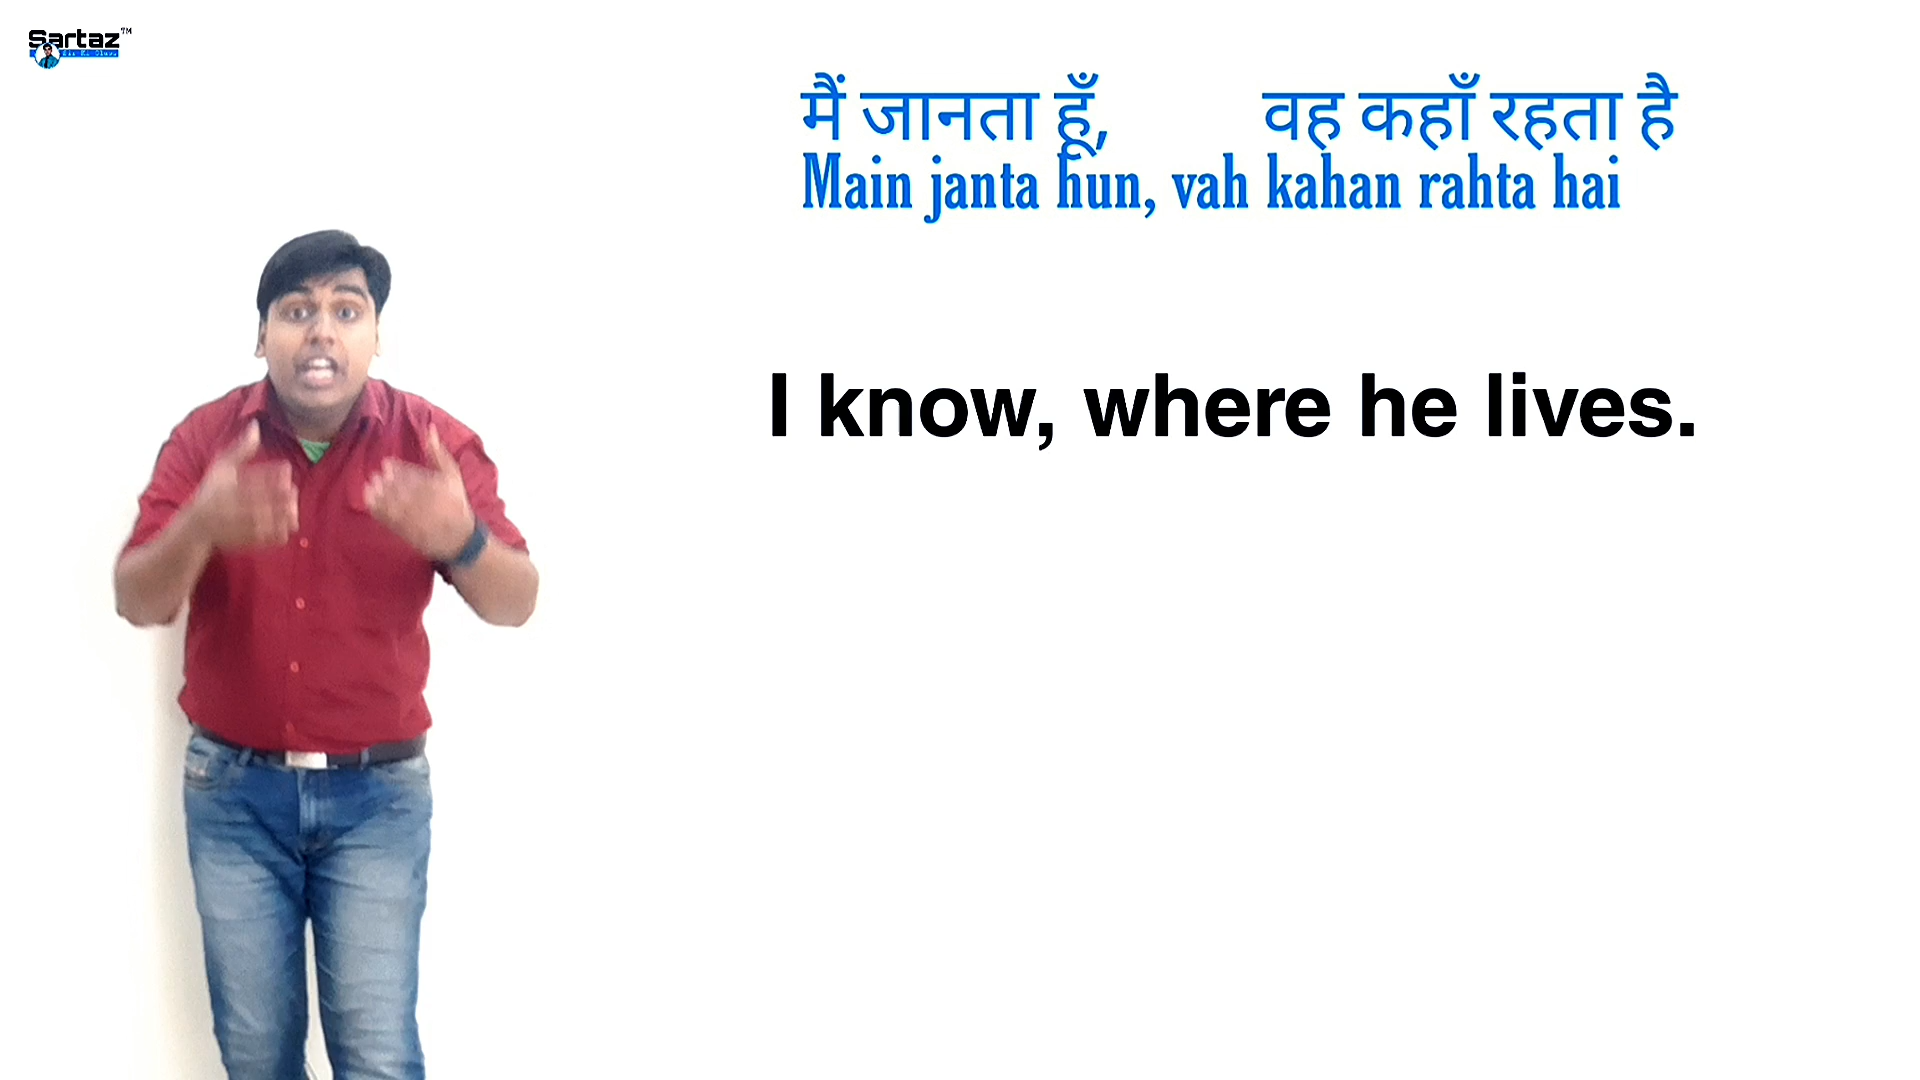 Sartaz™
मैं जानता हूँ, वह कहाँ रहता है
Main janta hun, vah kahan rahta hai
I know, where he lives.